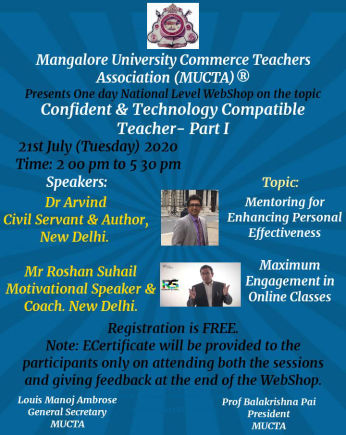 Mangalore University Commerce Teachers
Association (MUCTA)®
Presents One day National Level WebShop on the topic
Confident & Technology Compatible
Teacher- Part I
21st July (Tuesday) 2020
Time: 2 00 pm to 5 30 pm
Speakers:
Topic:
Dr Arvind
Civil Servant & Author,
New Delhi.
Mentoring for
Enhancing Personal
Effectiveness
Mr Roshan Suhail
Motivational Speaker &
Coach. New Delhi.
Maximum
Engagement in
Online Classes
Registration is FREE.
Note: ECertificate will be provided to the
participants only on attending both the sessions
and giving feedback at the end of the WebShop.
Louis Manoj Ambrose
General Secretary
MUCTA
Prof Balakrishna Pai
President
MUCTA